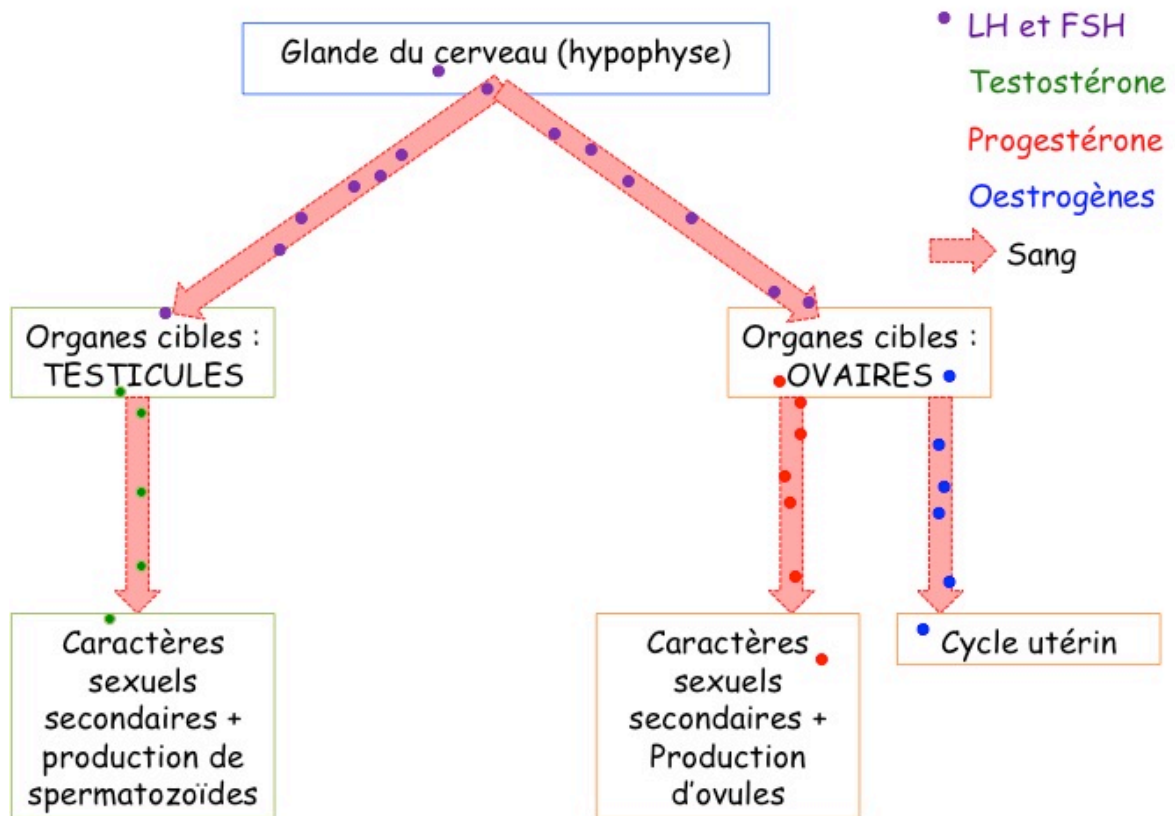 Glande du cerveau (hypophyse)
LH et FSH
Testostérone
Progestérone
Oestrogènes
Sang
Organes cibles :
TESTICULES
Organes cibles :
OVAIRES
Caractères
sexuels
secondaires +
production de
spermatozoïdes
Caractères
sexuels
secondaires +
Production
d'ovules
Cycle utérin